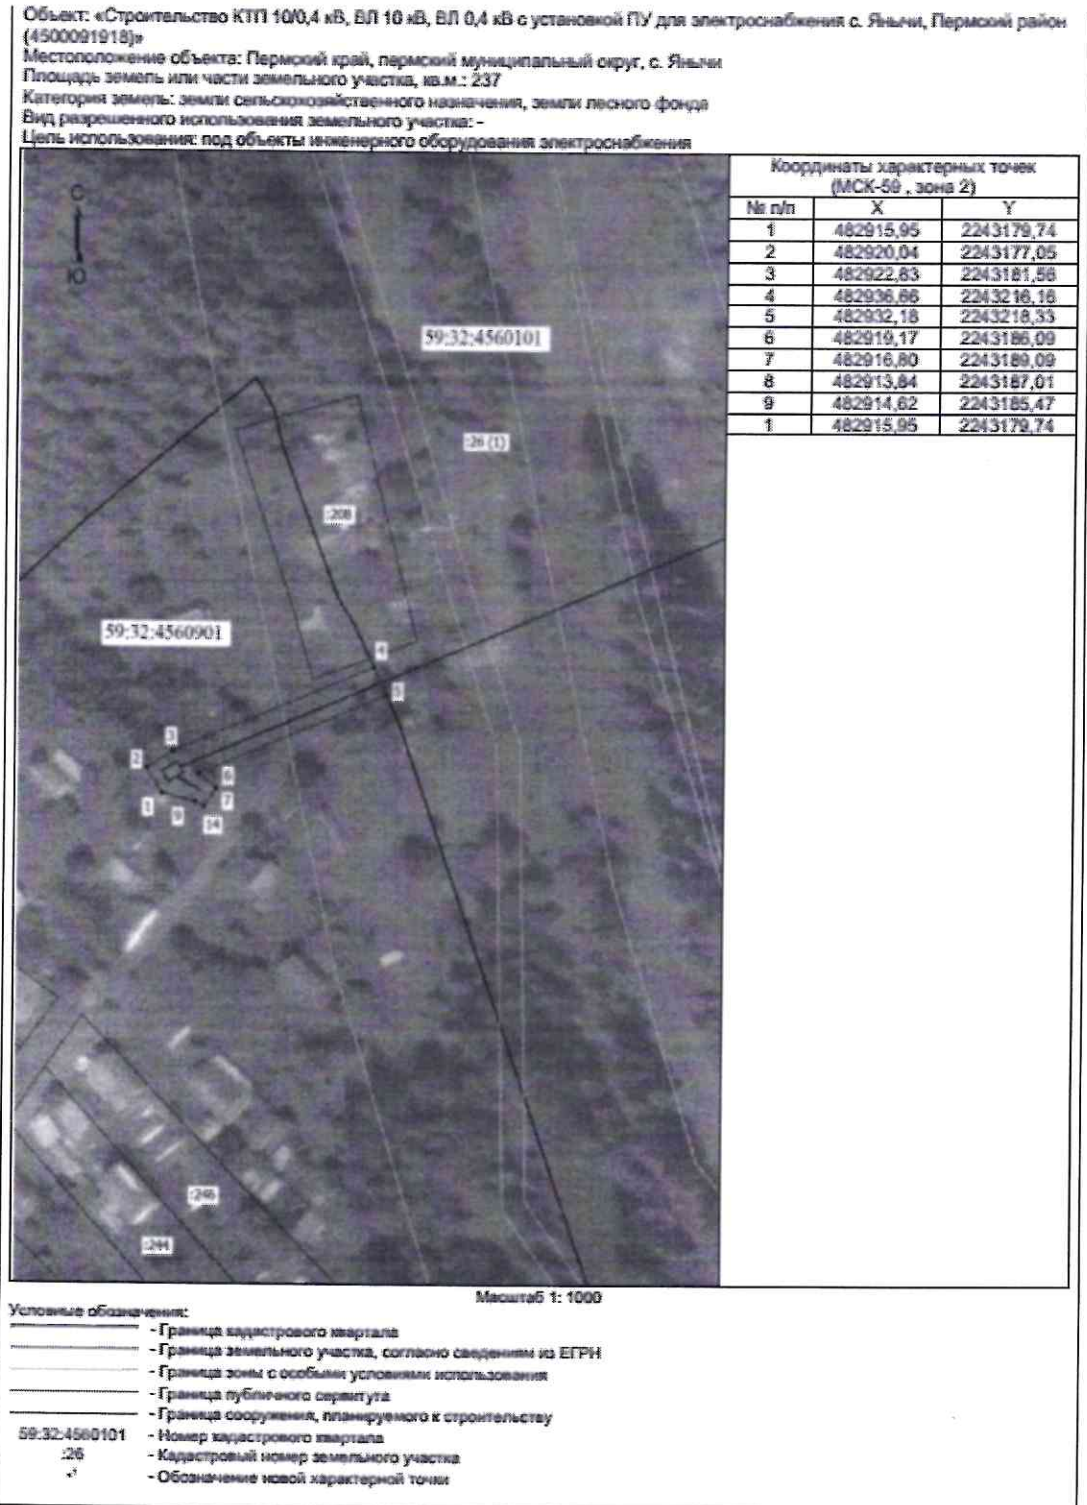 Объект: «Строительство КТП 10/0,4 кВ, ВЛ 10 кВ, ВЛ 0,4 кВ с установкой ПУ для электроснабжения с. Янычи, Пермский район
(4500091918)»
Местоположение объекта: Пермский край, пермский муниципальный округ, с. Янычи
Площадь земель или части земельного участка, кв.м.: 237
Категория земель: земли сельскохозяйственного назначения, земли лесного фонда
Вид разрешенного использования земельного участка: -
Цель использования: под объекты инженерного оборудования электроснабжения
Координаты характерных точек
(МСК-59 , зона 2)
№ п/п X Y
1 482915,95 2243179,74
2 482920,04 2243177,05
3 482922,83 2243181,56
4 482936,66 2243216,16
5 482932,18 2243218,33
6 482919,17 2243186,09
7 482916,80 2243189,09
8 482913,84 2243187,01
9 482914,62 2243185,47
1 482915,95 2243179,74
С
Ю
59:32:4560101
:26 (1)
:208
59:32:4560901
4
5
3
2
6
1
7
9
:246
:244
Масштаб 1: 1000
Условные обозначения:
- Граница кадастрового квартала
- Граница земельного участка, согласно сведениям из ЕГРН
- Граница зоны с особыми условиями использования
- Граница публичного сервитута
- Граница сооружения, планируемого к строительству
59:32:4560101 - Номер кадастрового квартала
:26 - Кадастровый номер земельного участка
- Обозначение новой характерной точки